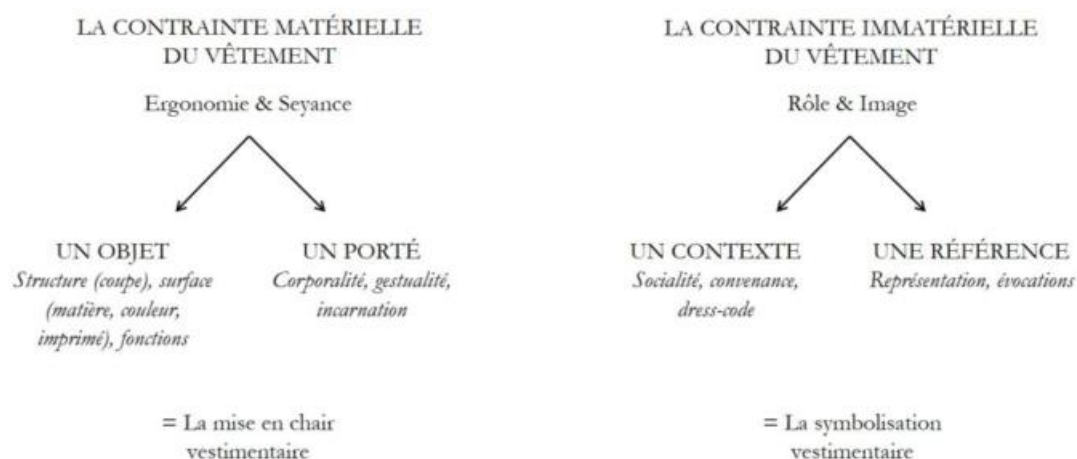 LA CONTRAINTE MATÉRIELLE
DU VÊTEMENT
Ergonomie & Seyance
UN OBJET
Structure (coupe), surface
(matière, couleur,
imprimé), fonctions
UN PORTÉ
Corporalité, gestualité,
incarnation
= La mise en chair
vestimentaire
LA CONTRAINTE IMMATÉRIELLE
DU VÊTEMENT
Rôle & Image
UN CONTEXTE
Socialité, convenance,
dress-code
UNE RÉFÉRENCE
Représentation, évocations
= La symbolisation
vestimentaire